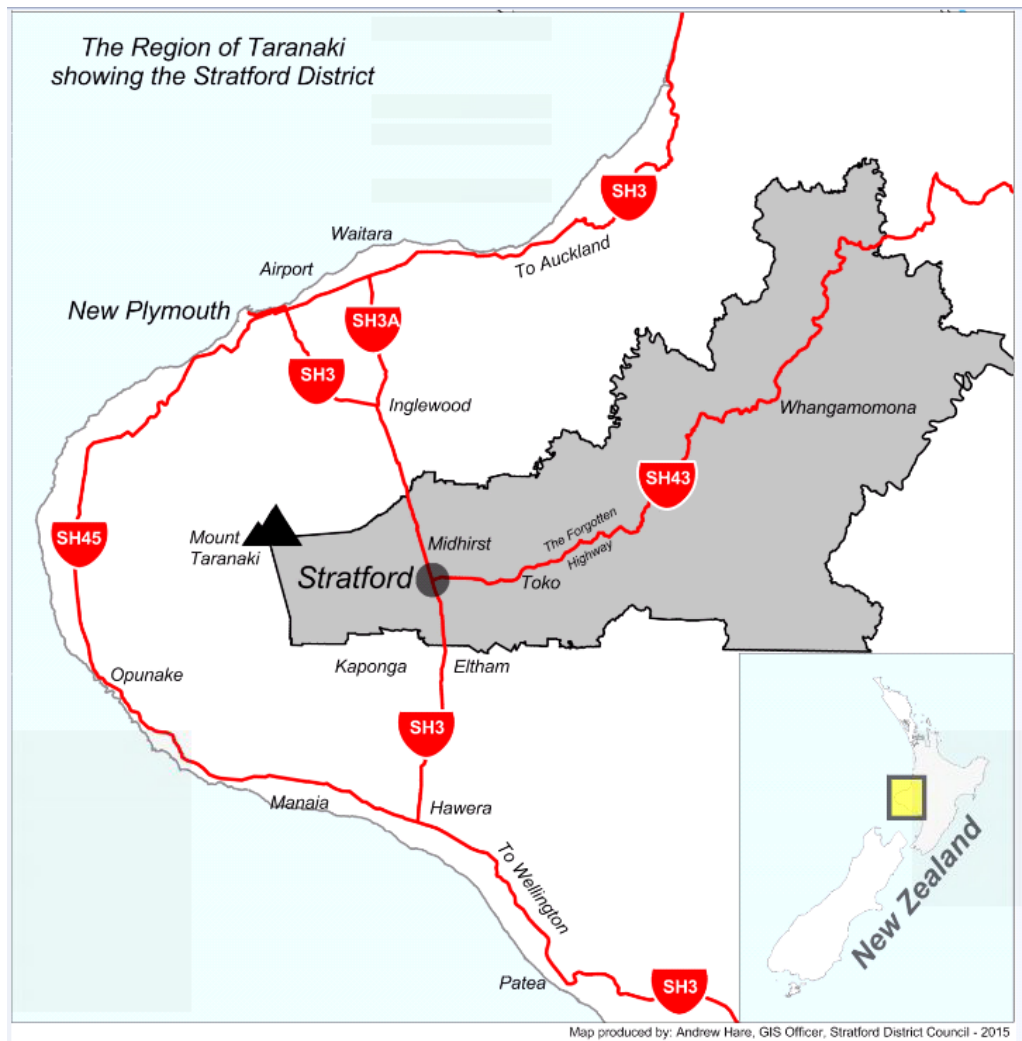 The Region of Taranaki
showing the Stratford District
SH3
Waitara
To Auckland
Airport
New Plymouth
SH3A
SH3
Inglewood
Whangamomona
SH43
The Forgotten
Highway
SH45
Mount
Taranaki
Midhirst
Stratford
Toko
Kaponga
Eltham
Opunake
SH3
Manaia
Hawera
To Wellington
Patea
SH3
New Zealand
Map produced by: Andrew Hare, GIS Officer, Stratford District Council - 2015